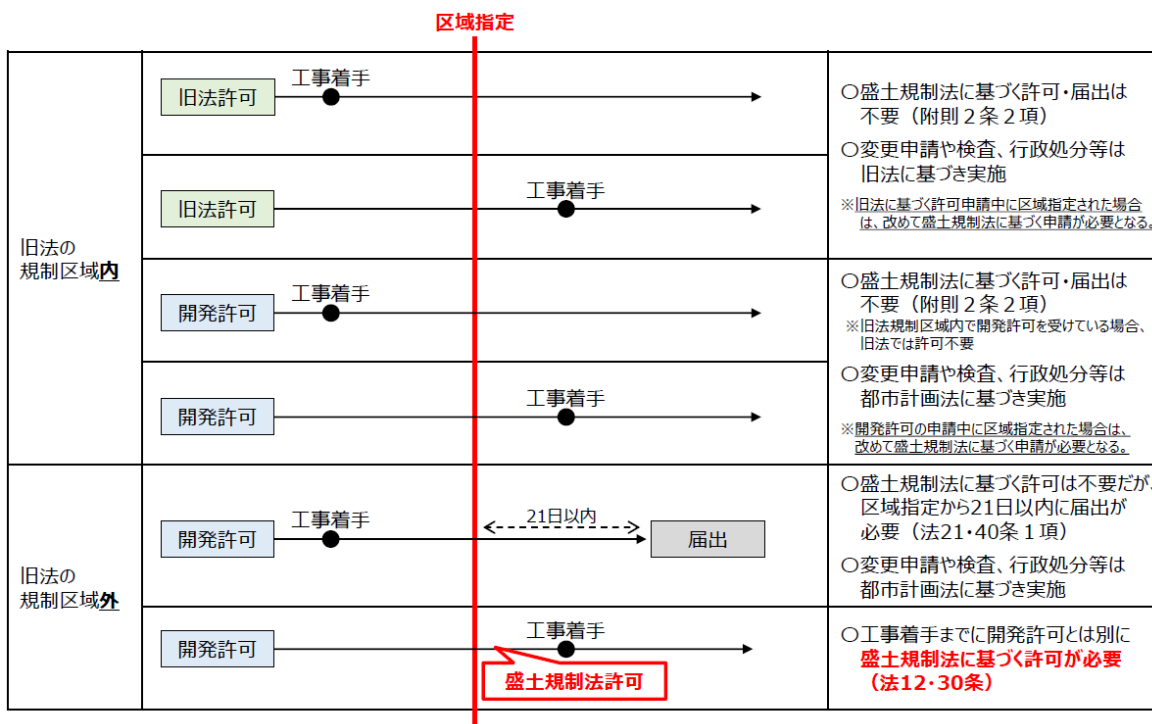 区域指定
旧法の
規制区域内
旧法許可
工事着手
旧法許可
工事着手
〇盛土規制法に基づく許可・届出は
不要（附則２条２項）
〇変更申請や検査、行政処分等は
旧法に基づき実施
※旧法に基づく許可申請中に区域指定された場合
は、改めて盛土規制法に基づく申請が必要となる。
開発許可
工事着手
開発許可
工事着手
〇盛土規制法に基づく許可・届出は
不要（附則２条２項）
※旧法規制区域内で開発許可を受けている場合、
旧法では許可不要
〇変更申請や検査、行政処分等は
都市計画法に基づき実施
※開発許可の申請中に区域指定された場合は、
改めて盛土規制法に基づく申請が必要となる。
旧法の
規制区域外
開発許可
工事着手
21日以内
届出
〇盛土規制法に基づく許可は不要だが、
区域指定から21日以内に届出が
必要（法21・40条１項）
〇変更申請や検査、行政処分等は
都市計画法に基づき実施
開発許可
工事着手
盛土規制法許可
〇工事着手までに開発許可とは別に
盛土規制法に基づく許可が必要
（法12・30条）